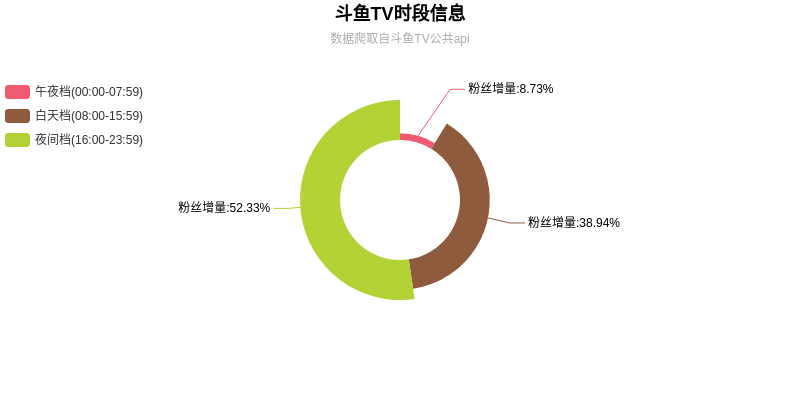 斗鱼TV时段信息
数据爬取自斗鱼TV公共api
午夜档(00:00-07:59)
白天档(08:00-15:59)
夜间档(16:00-23:59)
粉丝增量:8.73%
粉丝增量:52.33%
粉丝增量:38.94%